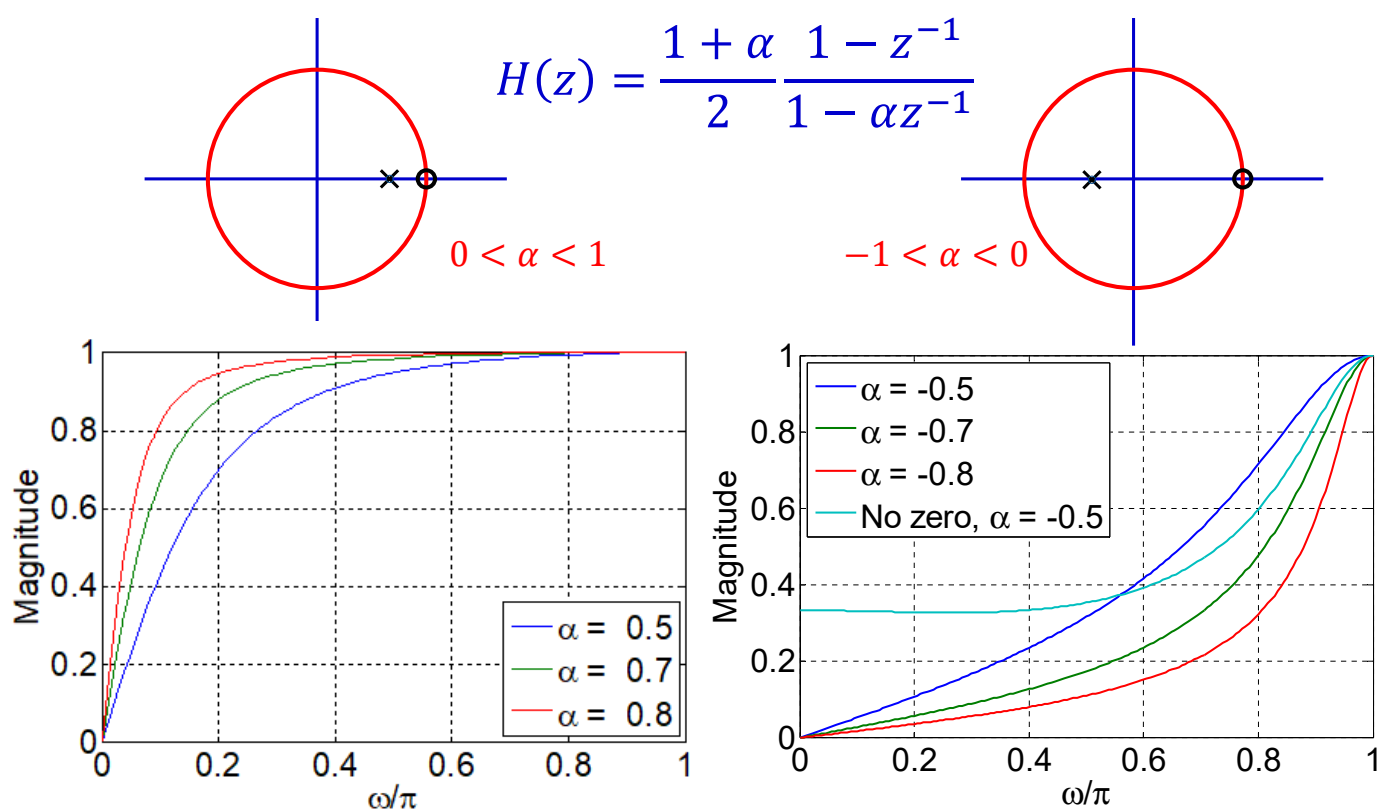 H(z) = \frac{1 + α}{2} \frac{1 − z^{−1}}{1 − αz^{−1}}
0 < α < 1
−1 < α < 0
Magnitude
1
0.8
0.6
0.4
0.2
0
α = 0.5
α = 0.7
α = 0.8
0 0.2 0.4 0.6 0.8 1
ω/π
Magnitude
1
0.8
0.6
0.4
0.2
0
α = -0.5
α = -0.7
α = -0.8
No zero, α = -0.5
0 0.2 0.4 0.6 0.8 1
ω/π